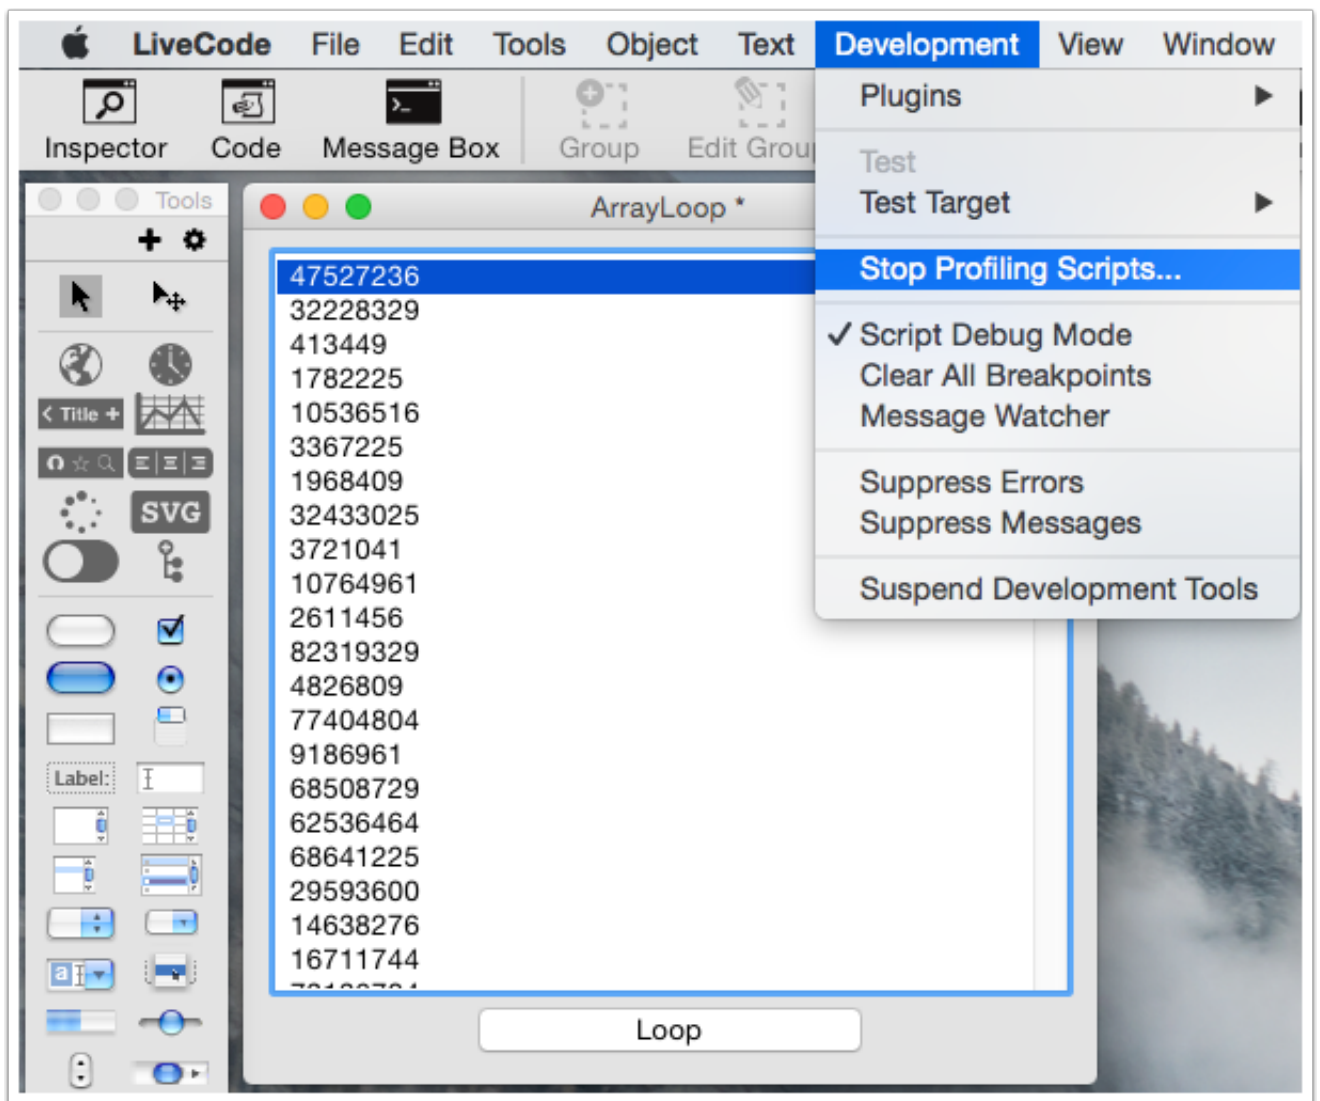 LiveCode File Edit Tools Object Text Development View Window
Inspector Code Message Box Group Edit Grou
Plugins
Test
Test Target
Stop Profiling Scripts...
Script Debug Mode
Clear All Breakpoints
Message Watcher
Suppress Errors
Suppress Messages
Suspend Development Tools
Tools
< Title +
SVG
Label:
a
ArrayLoop *
47527236
32228329
413449
1782225
10536516
3367225
1968409
32433025
3721041
10764961
2611456
82319329
4826809
77404804
9186961
68508729
62536464
68641225
29593600
14638276
16711744
Loop